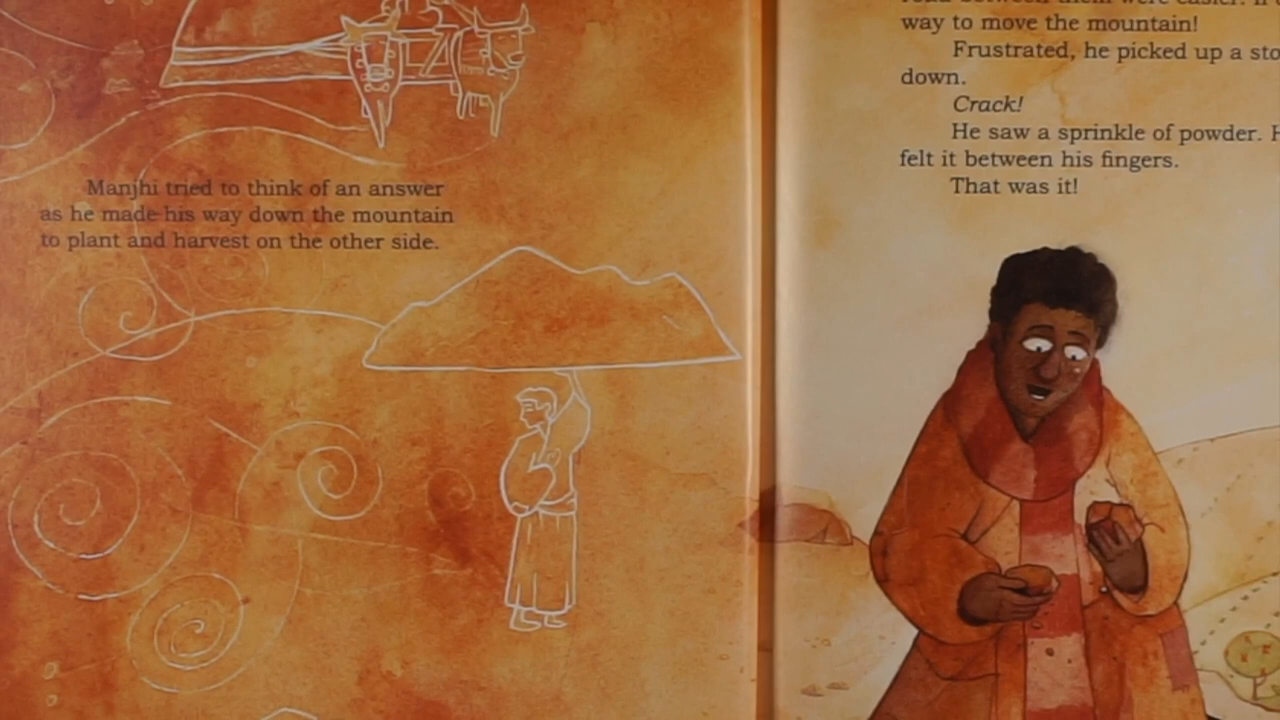 Manjhi tried to think of an answer
as he made his way down the mountain
to plant and harvest on the other side.
way to move the mountain!
Frustrated, he picked up a
down.
Crack!
He saw a sprinkle of powder.
felt it between his fingers.
That was it!